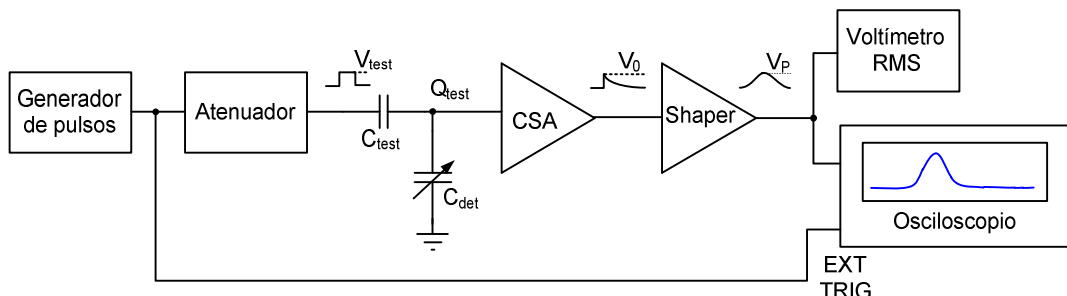 Generador
de pulsos
Atenuador
Vtest
Ctest
Qtest
Cdet
CSA
V0
Shaper
VP
Voltímetro
RMS
Osciloscopio
EXT
TRIG